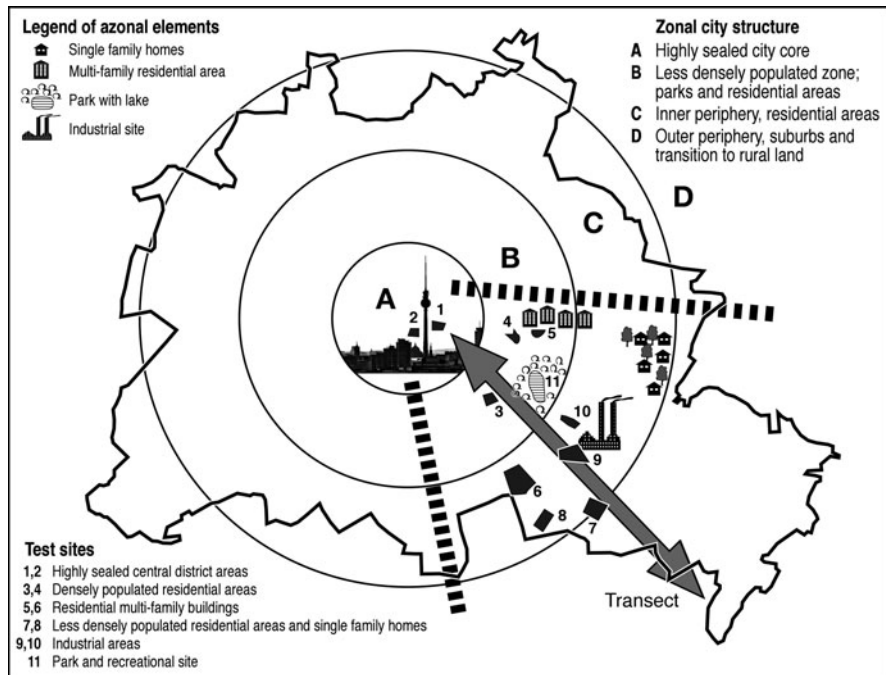 Legend of azonal elements
Single family homes
Multi-family residential area
Park with lake
Industrial site
Zonal city structure
A Highly sealed city core
B Less densely populated zone;
parks and residential areas
C Inner periphery, residential areas
D Outer periphery, suburbs and
transition to rural land
D
C
B
A
2
1
4
5
11
3
10
9
6
8
7
Transect
Test sites
1,2 Highly sealed central district areas
3,4 Densely populated residential areas
5,6 Residential multi-family buildings
7,8 Less densely populated residential areas and single family homes
9,10 Industrial areas
11 Park and recreational site